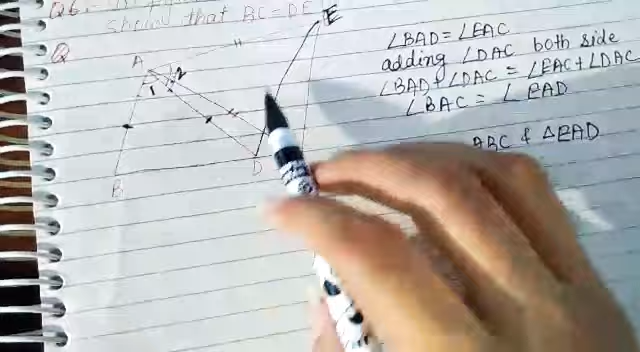 Q6.
show that BC = DE
Q
E
A
1 2
B
D
∠BAD = ∠EAC
adding ∠DAC both side
∠BAD + ∠DAC = ∠EAC + ∠DAC
∠BAC = ∠EAD
ABC & △EAD